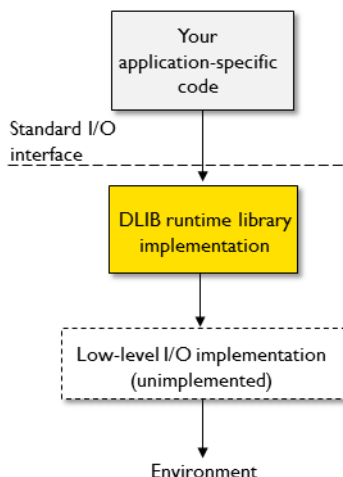 Your
application-specific
code
Standard I/O
interface
DLIB runtime library
implementation
Low-level I/O implementation
(unimplemented)
Environment